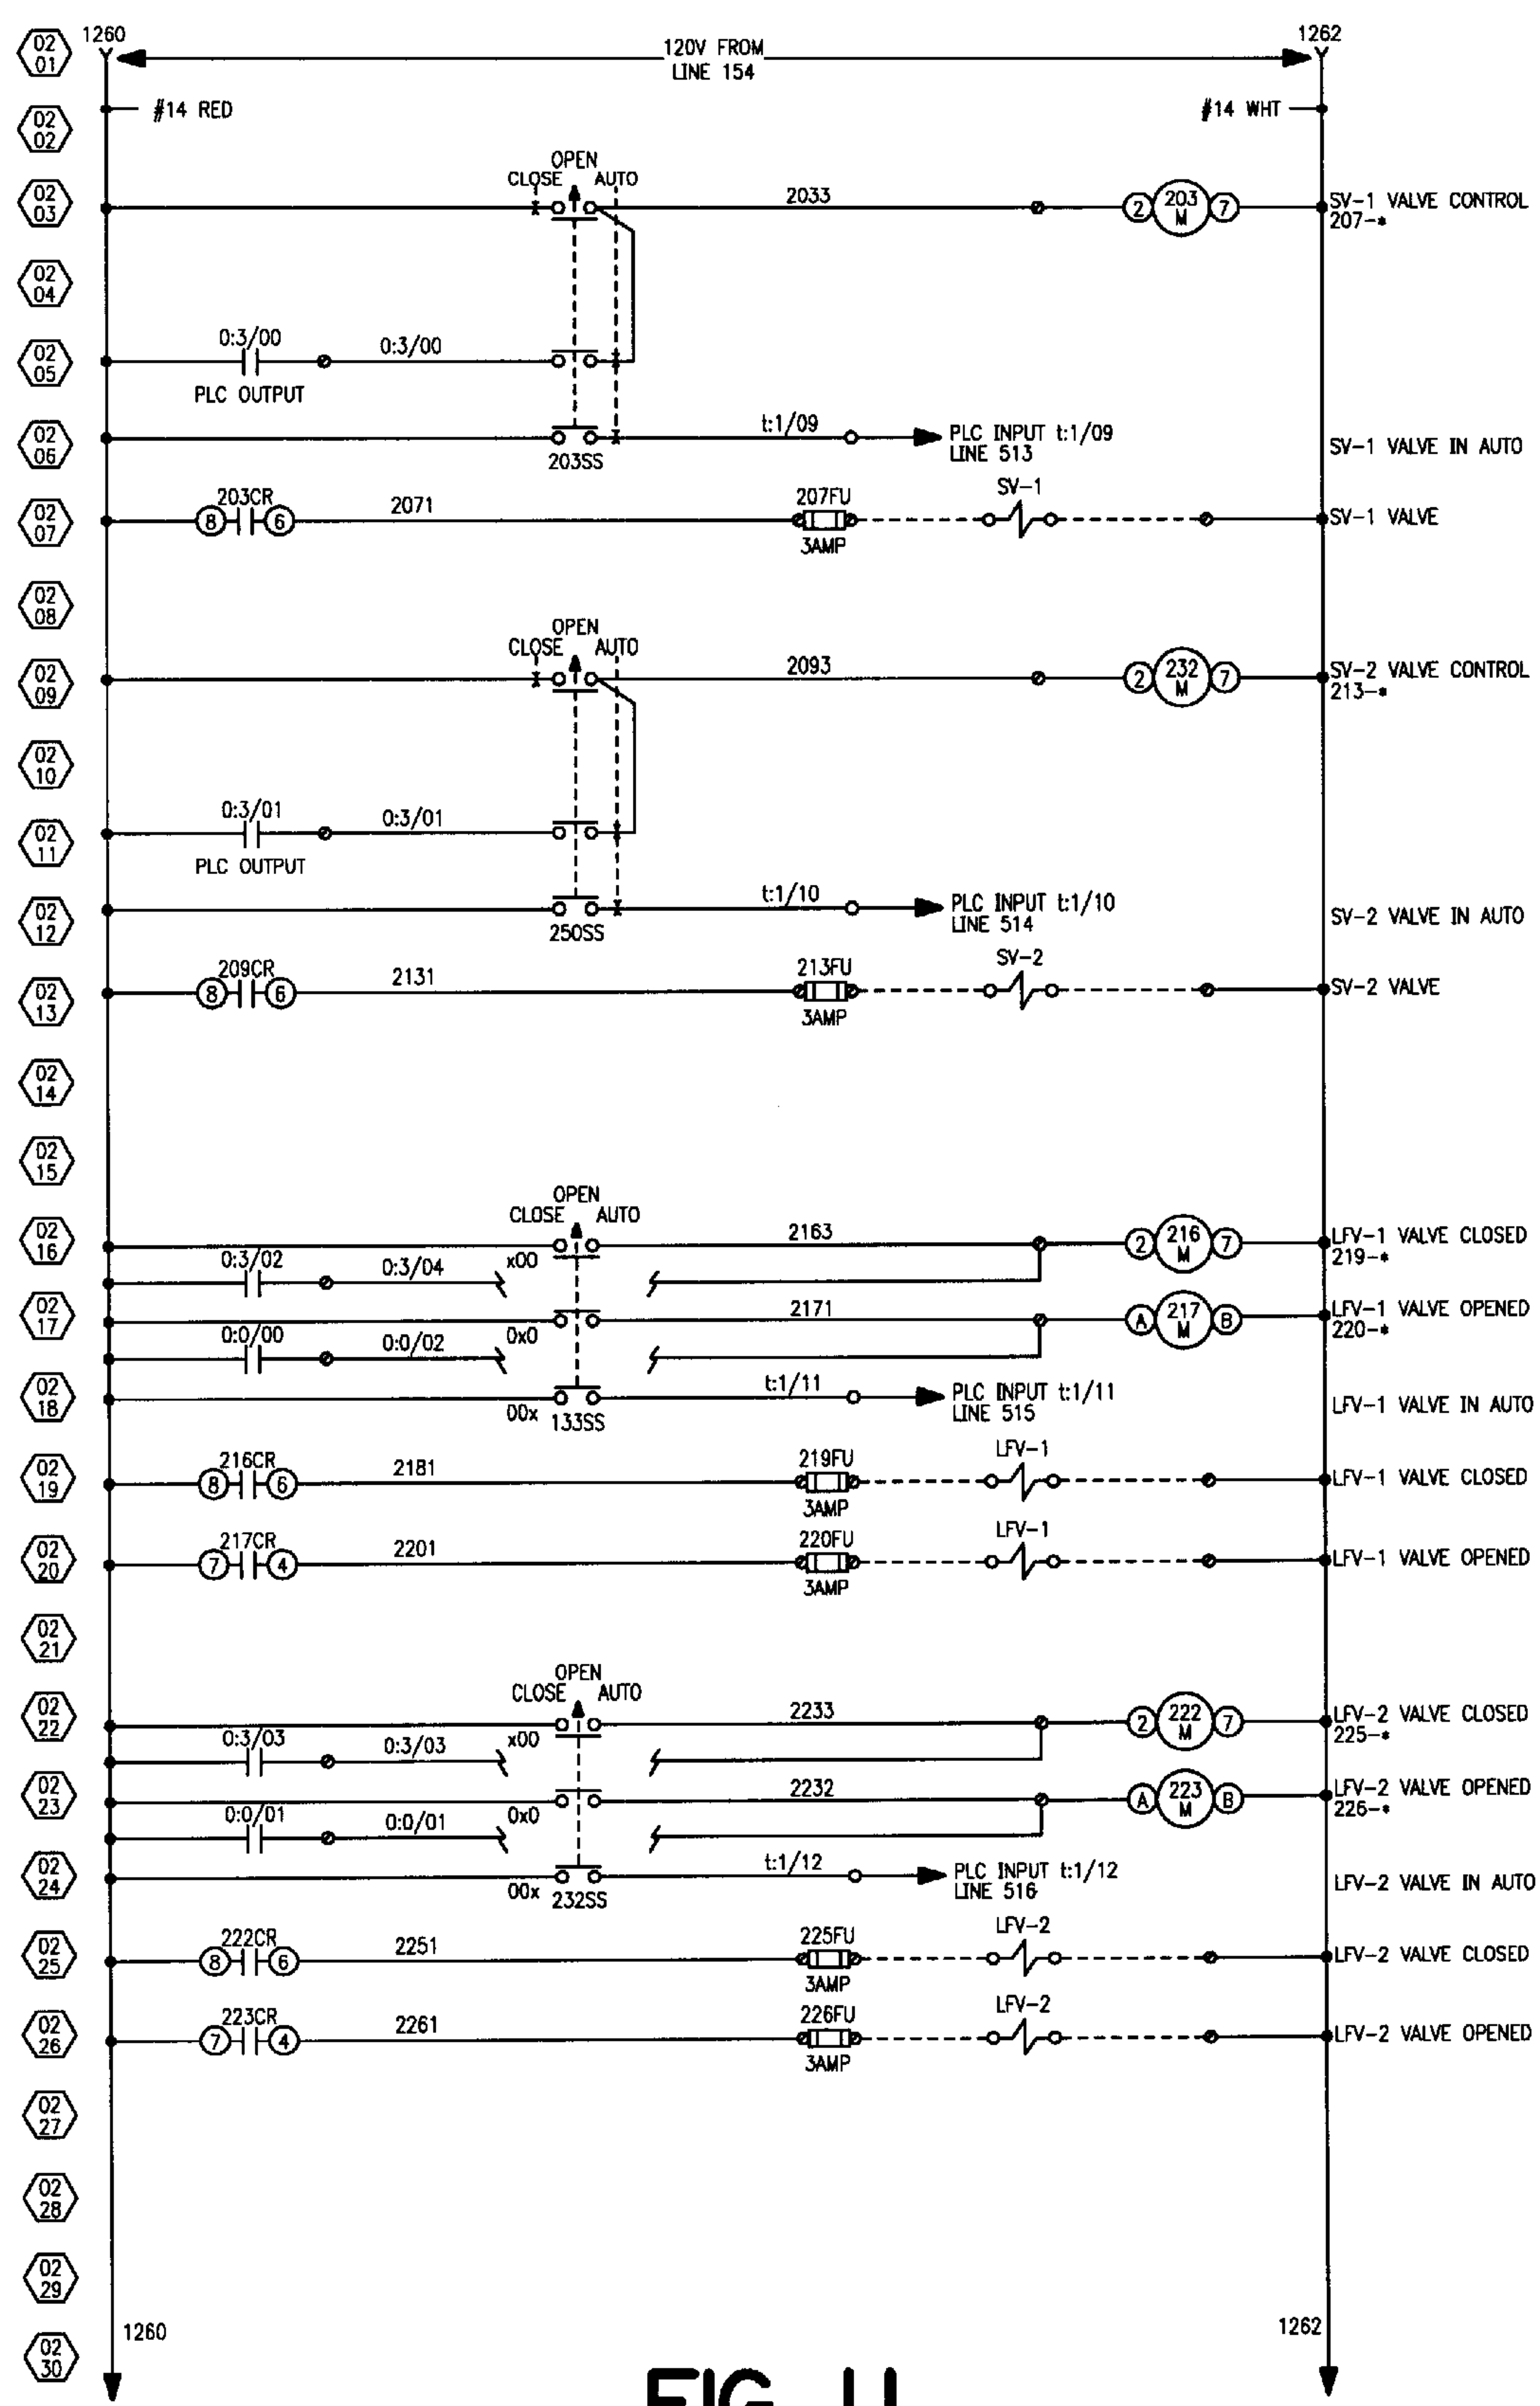 02
01
1260
120V FROM
LINE 154
1262
02
02
#14 RED
#14 WHT
OPEN
CLOSE AUTO
02
03
2033
2
203
M
7
SV-1 VALVE CONTROL
207-*
02
04
02
05
0:3/00
0:3/00
PLC OUTPUT
02
06
203SS
t:1/09
PLC INPUT t:1/09
LINE 513
SV-1 VALVE IN AUTO
02
07
203CR
8
6
2071
207FU
3AMP
SV-1
SV-1 VALVE
02
08
OPEN
CLOSE AUTO
02
09
2093
2
232
M
7
SV-2 VALVE CONTROL
213-*
02
10
02
11
0:3/01
0:3/01
PLC OUTPUT
02
12
250SS
t:1/10
PLC INPUT t:1/10
LINE 514
SV-2 VALVE IN AUTO
02
13
209CR
8
6
2131
213FU
3AMP
SV-2
SV-2 VALVE
02
14
02
15
OPEN
CLOSE AUTO
02
16
2163
2
216
M
7
LFV-1 VALVE CLOSED
219-*
0:3/02
0:3/04
x00
02
17
0x0
2171
A
217
M
B
LFV-1 VALVE OPENED
220-*
0:0/00
0:0/02
02
18
00x
133SS
t:1/11
PLC INPUT t:1/11
LINE 515
LFV-1 VALVE IN AUTO
02
19
216CR
8
6
2181
219FU
3AMP
LFV-1
LFV-1 VALVE CLOSED
02
20
217CR
7
4
2201
220FU
3AMP
LFV-1
LFV-1 VALVE OPENED
02
21
OPEN
CLOSE AUTO
02
22
2233
2
222
M
7
LFV-2 VALVE CLOSED
225-*
0:3/03
0:3/03
x00
02
23
0x0
2232
A
223
M
B
LFV-2 VALVE OPENED
226-*
0:0/01
0:0/01
02
24
00x
232SS
t:1/12
PLC INPUT t:1/12
LINE 516
LFV-2 VALVE IN AUTO
02
25
222CR
8
6
2251
225FU
3AMP
LFV-2
LFV-2 VALVE CLOSED
02
26
223CR
7
4
2261
226FU
3AMP
LFV-2
LFV-2 VALVE OPENED
02
27
02
28
02
29
02
30
1260
1262